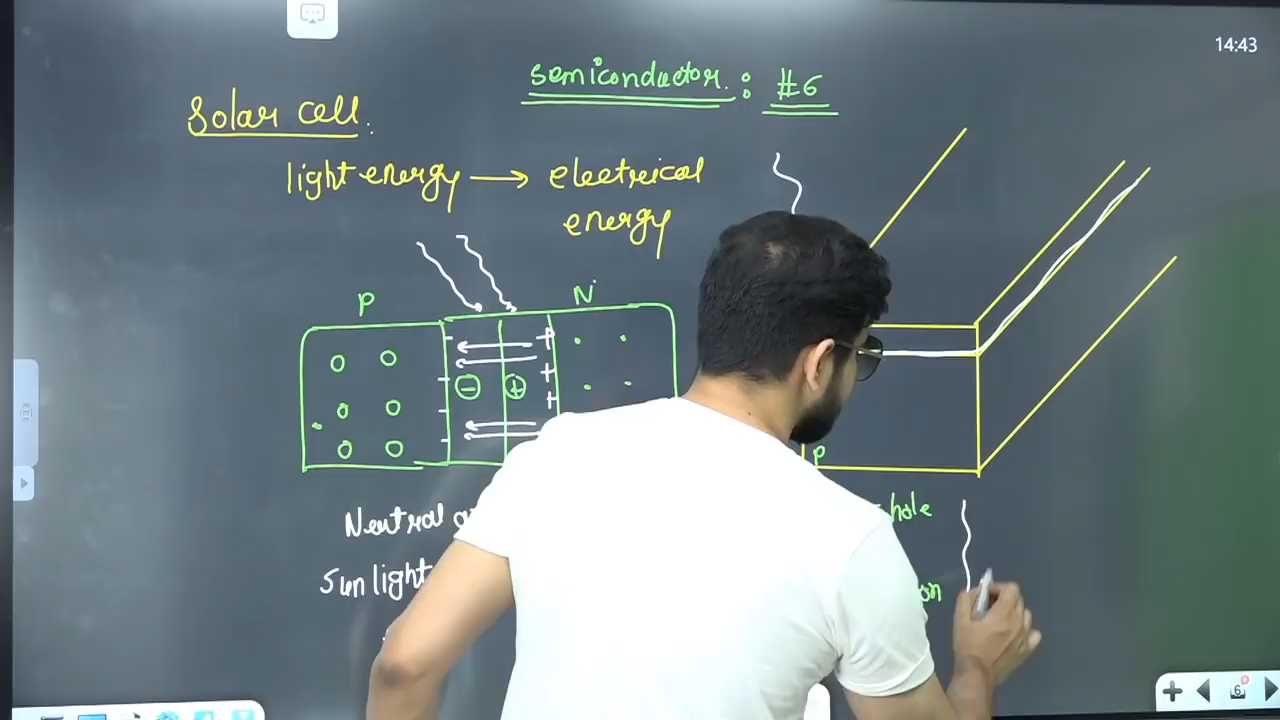 14:43
semiconductor : #6
Solar cell.
light energy → electrical
energy
P N
- +
Neutral
hole
Sunlight
P
6